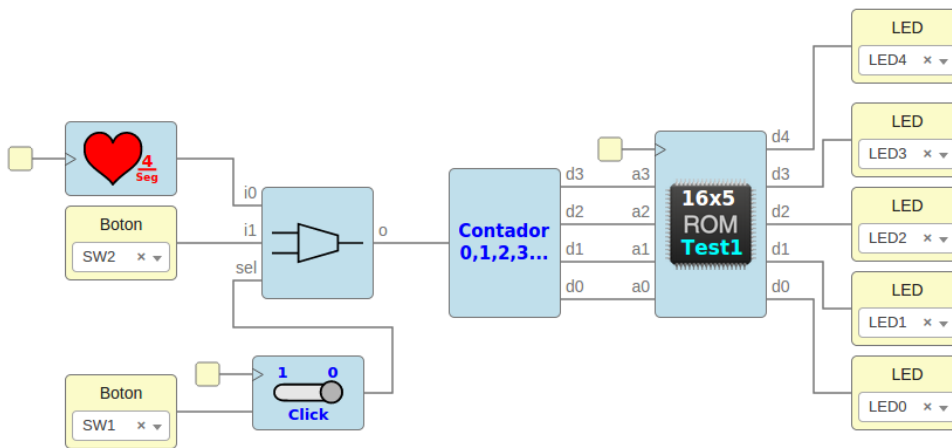 LED
LED4 × ▾
4
Seg
i0
Boton
SW2 × ▾
i1
sel
o
Contador
0,1,2,3...
d3
d2
d1
d0
a3
a2
a1
a0
16x5
ROM
Test1
d4
d3
d2
d1
d0
LED
LED3 × ▾
LED
LED2 × ▾
LED
LED1 × ▾
LED
LED0 × ▾
1 0
Click
Boton
SW1 × ▾